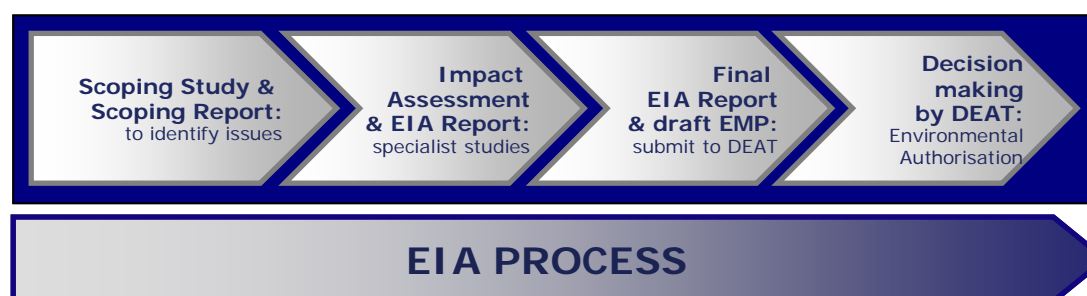 Scoping Study &
Scoping Report:
to identify issues
Impact
Assessment
& EIA Report:
specialist studies
Final
EIA Report
& draft EMP:
submit to DEAT
Decision
making
by DEAT:
Environmental
Authorisation
EIA PROCESS